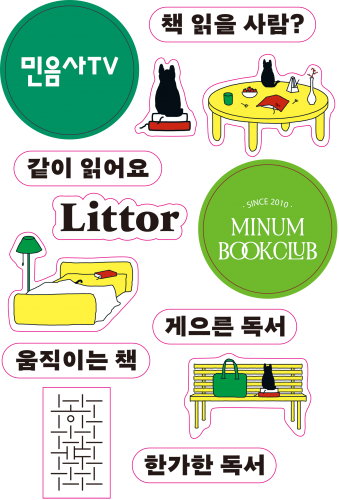 책 읽을 사람?
민음사TV
같이 읽어요
Littor
· SINCE 2010 ·
MINUM
BOOKCLUB
게으른 독서
움직이는 책
한가한 독서